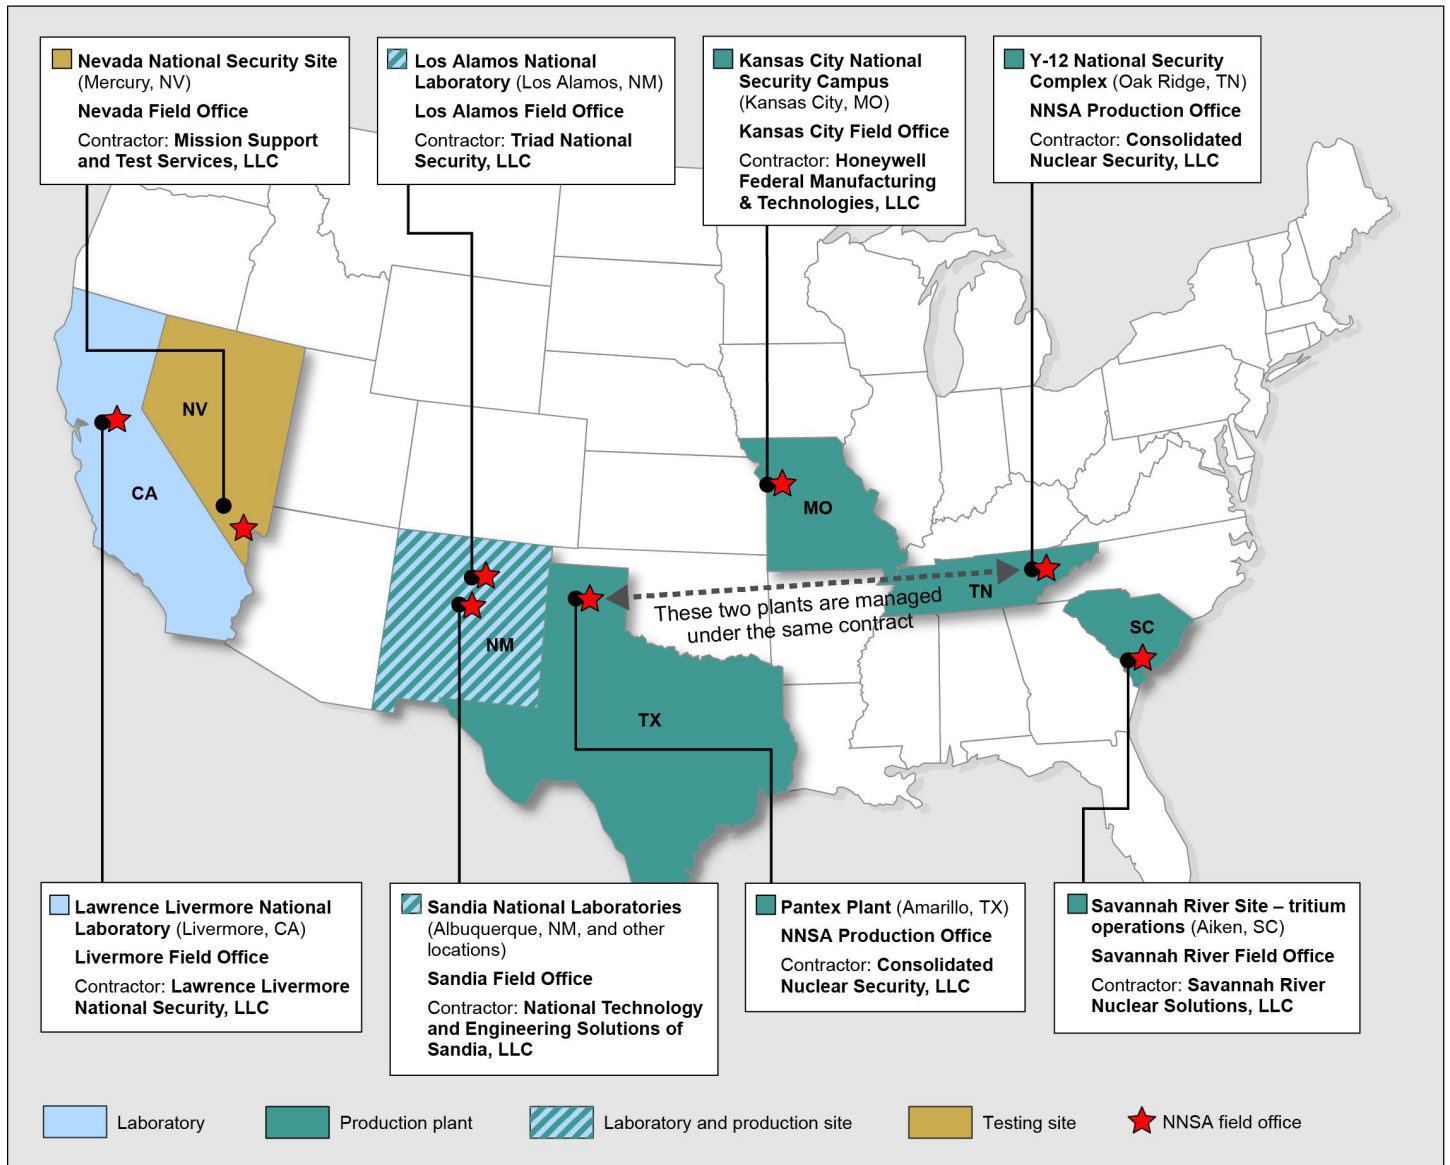 Nevada National Security Site
(Mercury, NV)
Nevada Field Office
Contractor: Mission Support
and Test Services, LLC
Los Alamos National
Laboratory (Los Alamos, NM)
Los Alamos Field Office
Contractor: Triad National
Security, LLC
Kansas City National
Security Campus
(Kansas City, MO)
Kansas City Field Office
Contractor: Honeywell
Federal Manufacturing
& Technologies, LLC
Y-12 National Security
Complex (Oak Ridge, TN)
NNSA Production Office
Contractor: Consolidated
Nuclear Security, LLC
NV
CA
MO
NM
TX
TN
SC
These two plants are managed
under the same contract
Lawrence Livermore National
Laboratory (Livermore, CA)
Livermore Field Office
Contractor: Lawrence Livermore
National Security, LLC
Sandia National Laboratories
(Albuquerque, NM, and other
locations)
Sandia Field Office
Contractor: National Technology
and Engineering Solutions of
Sandia, LLC
Pantex Plant (Amarillo, TX)
NNSA Production Office
Contractor: Consolidated
Nuclear Security, LLC
Savannah River Site – tritium
operations (Aiken, SC)
Savannah River Field Office
Contractor: Savannah River
Nuclear Solutions, LLC
Laboratory
Production plant
Laboratory and production site
Testing site
NNSA field office